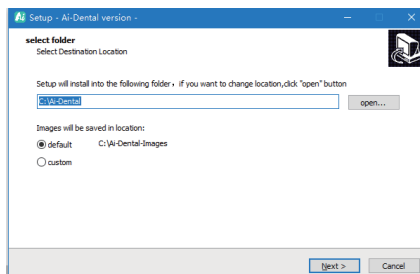 Ai Setup - Ai-Dental version -
select folder
Select Destination Location
Setup will install into the following folder，if you want to change location,click "open" button
C:\Ai-Dental
open...
Images will be saved in location:
default C:\Ai-Dental-Images
custom
Next >
Cancel